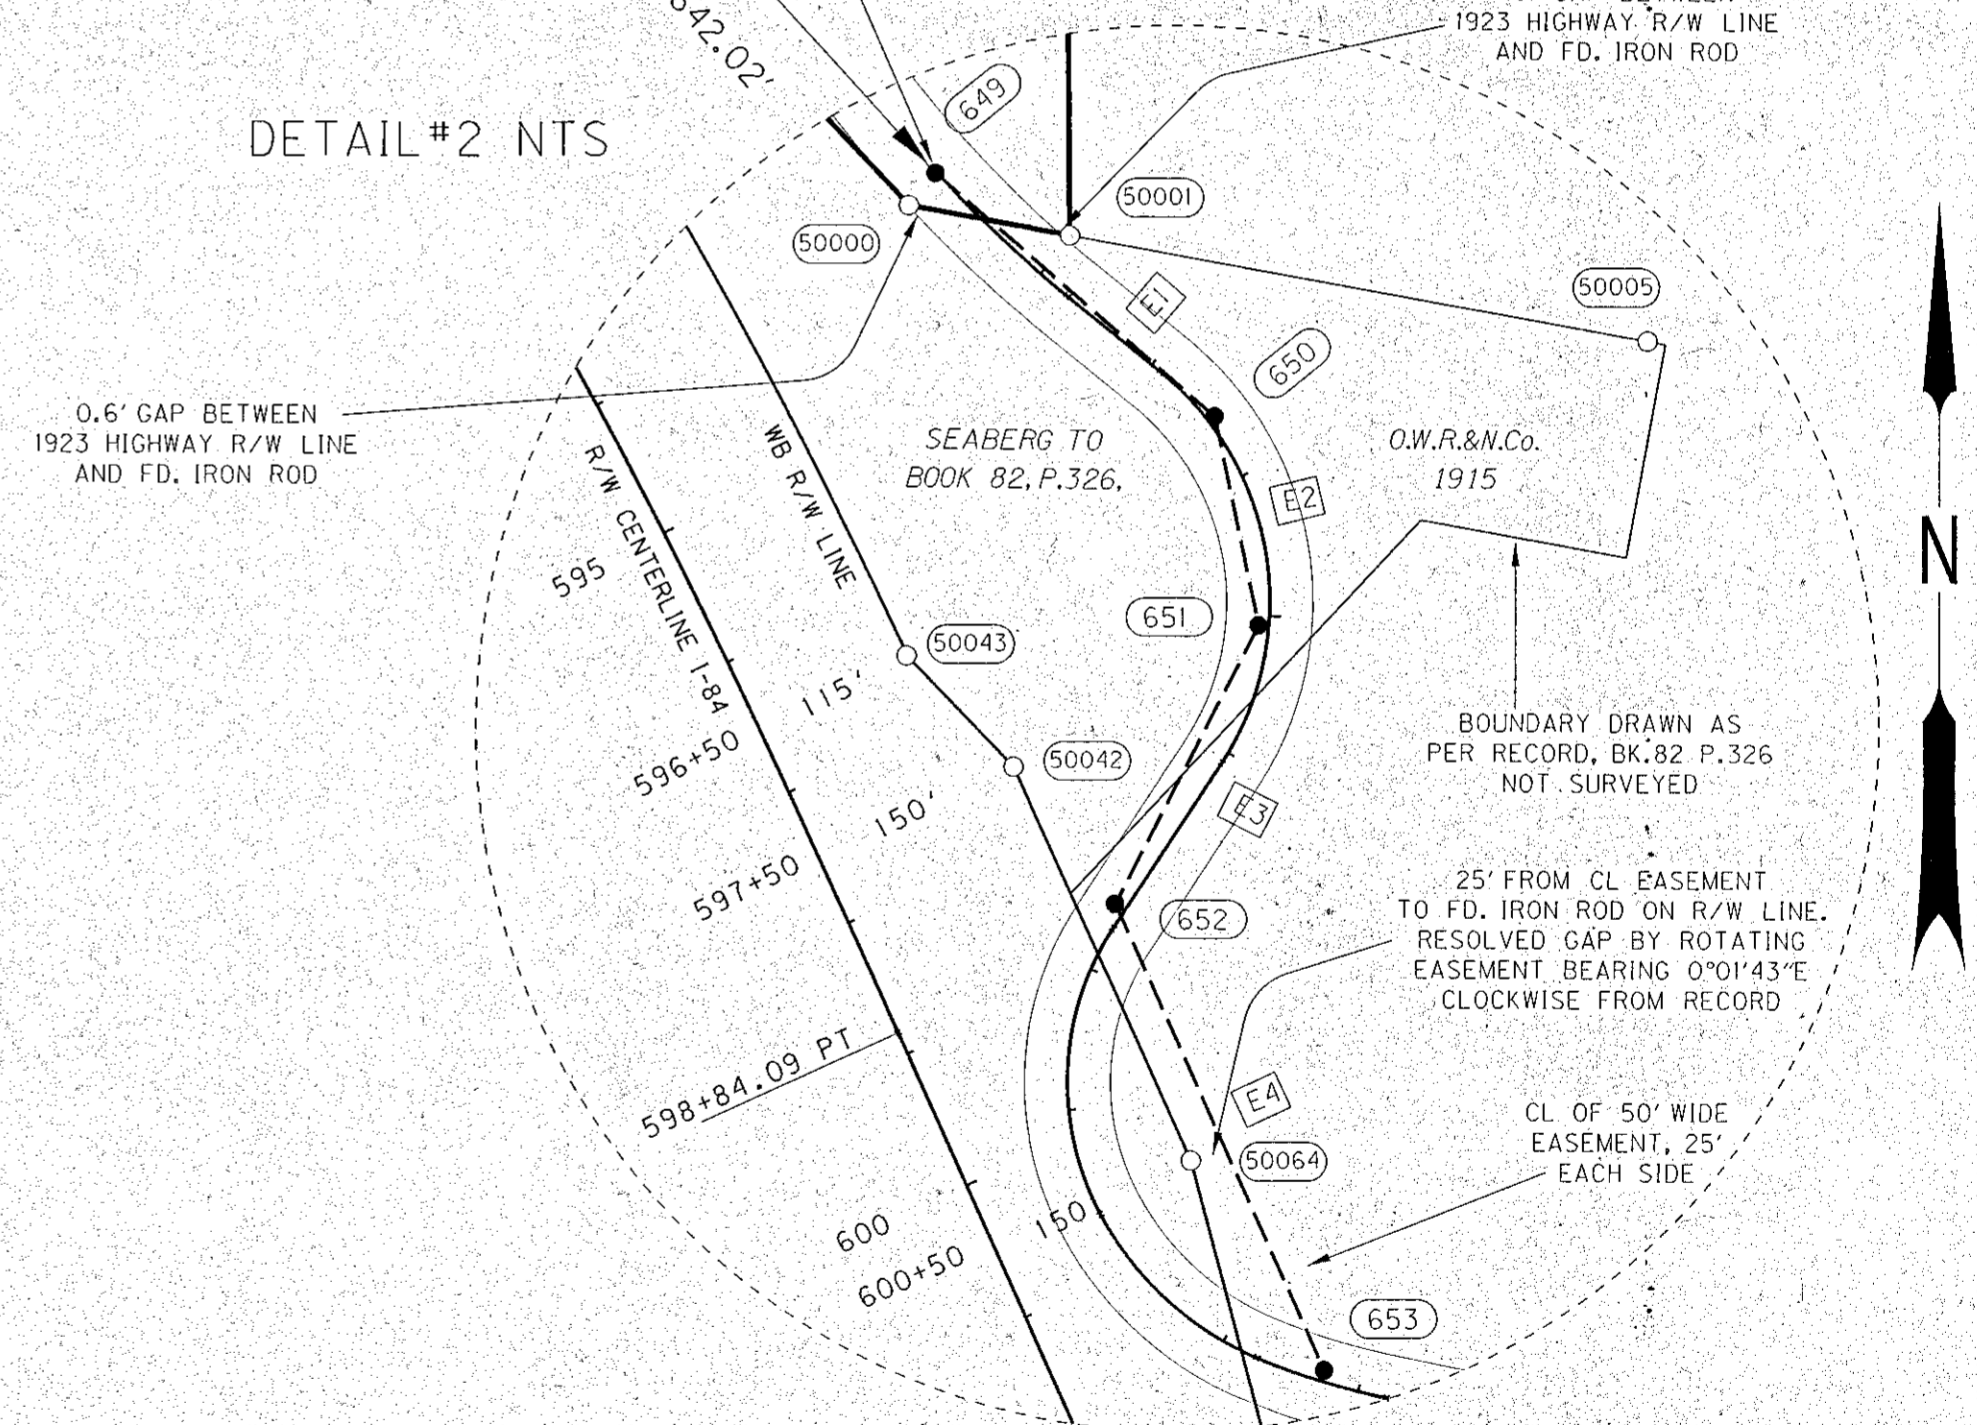 642.02'
1923 HIGHWAY R/W LINE
AND FD. IRON ROD
DETAIL #2 NTS
649
50001
50000
50005
E1
650
0.6' GAP BETWEEN
1923 HIGHWAY R/W LINE
AND FD. IRON ROD
SEABERG TO
BOOK 82, P.326,
O.W.R.&N.Co.
1915
R/W CENTERLINE I-84
WB R/W LINE
E2
N
595
651
50043
115'
596+50
50042
BOUNDARY DRAWN AS
PER RECORD, BK.82 P.326
NOT SURVEYED
150'
E3
597+50
652
25' FROM CL EASEMENT
TO FD. IRON ROD ON R/W LINE.
RESOLVED GAP BY ROTATING
EASEMENT BEARING 0°01'43"E
CLOCKWISE FROM RECORD
598+84.09 PT
E4
50064
CL OF 50' WIDE
EASEMENT, 25'
EACH SIDE
600
150
600+50
653